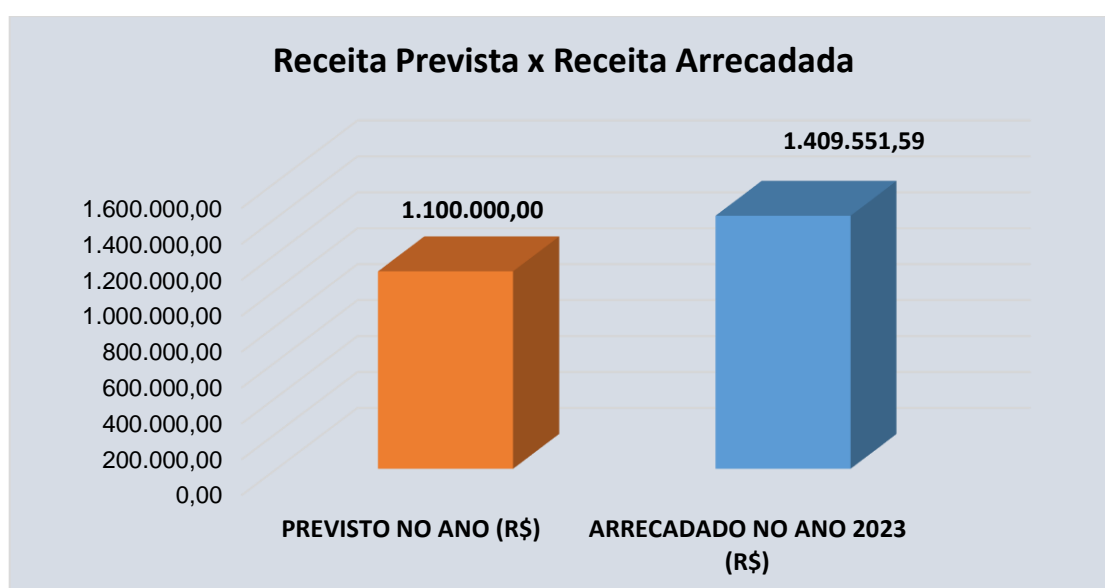 Receita Prevista x Receita Arrecadada
1.409.551,59
1.100.000,00
1.600.000,00
1.400.000,00
1.200.000,00
1.000.000,00
800.000,00
600.000,00
400.000,00
200.000,00
0,00
PREVISTO NO ANO (R$)
ARRECADADO NO ANO 2023
(R$)